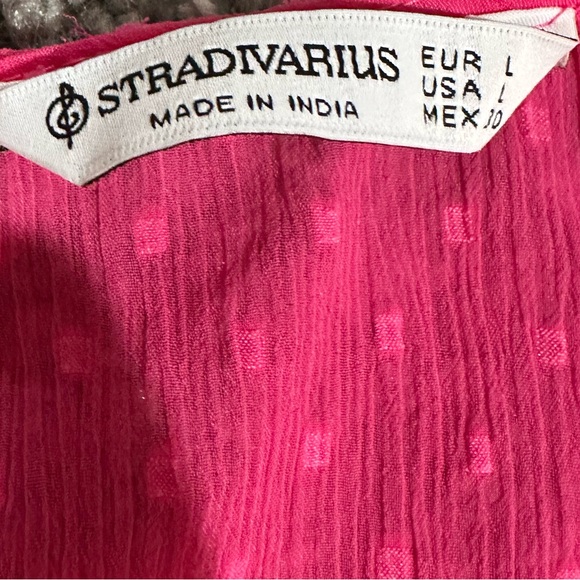 STRADIVARIUS
MADE IN INDIA
EUR L
USA L
MEX 30